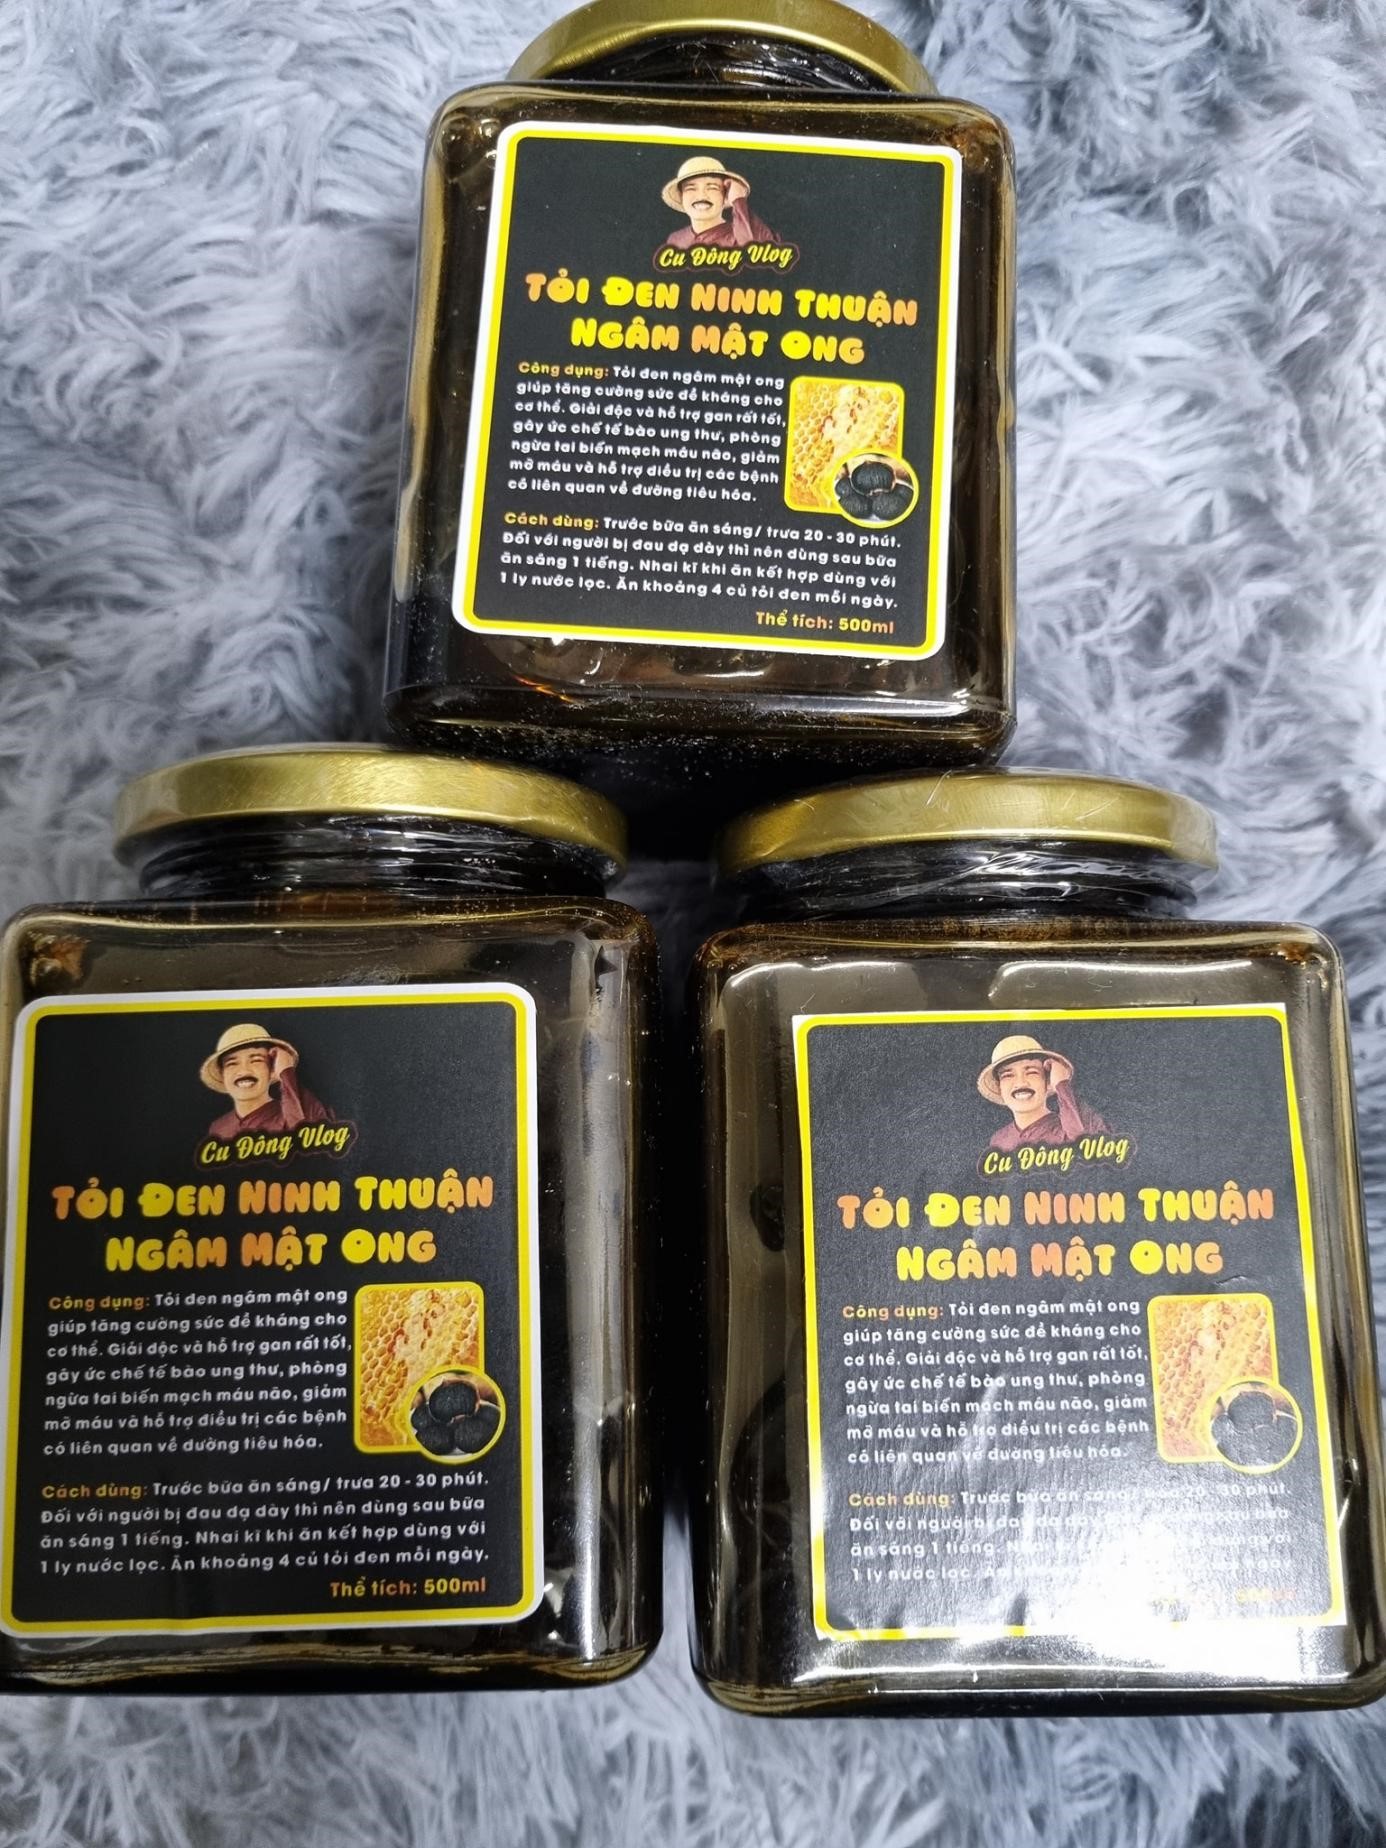 Cu Đông Vlog
TỎI ĐEN NINH THUẬN
NGÂM MẬT ONG
Công dụng: Tỏi đen ngâm mật ong
giúp tăng cường sức đề kháng cho
cơ thể. Giải độc và hỗ trợ gan rất tốt,
gây ức chế tế bào ung thư, phòng
ngừa tai biến mạch máu não, giảm
mỡ máu và hỗ trợ điều trị các bệnh
có liên quan về đường tiêu hóa.
Cách dùng: Trước bữa ăn sáng/ trưa 20 - 30 phút.
Đối với người bị đau dạ dày thì nên dùng sau bữa
ăn sáng 1 tiếng. Nhai kĩ khi ăn kết hợp dùng với
1 ly nước lọc. Ăn khoảng 4 củ tỏi đen mỗi ngày.
Thể tích: 500ml
Cu Đông Vlog
TỎI ĐEN NINH THUẬN
NGÂM MẬT ONG
Công dụng: Tỏi đen ngâm mật ong
giúp tăng cường sức đề kháng cho
cơ thể. Giải độc và hỗ trợ gan rất tốt,
gây ức chế tế bào ung thư, phòng
ngừa tai biến mạch máu não, giảm
mỡ máu và hỗ trợ điều trị các bệnh
có liên quan về đường tiêu hóa.
Cách dùng: Trước bữa ăn sáng/ trưa 20 - 30 phút.
Đối với người bị đau dạ dày thì nên dùng sau bữa
ăn sáng 1 tiếng. Nhai kĩ khi ăn kết hợp dùng với
1 ly nước lọc. Ăn khoảng 4 củ tỏi đen mỗi ngày.
Thể tích: 500ml
Cu Đông Vlog
TỎI ĐEN NINH THUẬN
NGÂM MẬT ONG
Công dụng: Tỏi đen ngâm mật ong
giúp tăng cường sức đề kháng cho
cơ thể. Giải độc và hỗ trợ gan rất tốt,
gây ức chế tế bào ung thư, phòng
ngừa tai biến mạch máu não, giảm
mỡ máu và hỗ trợ điều trị các bệnh
có liên quan về đường tiêu hóa.
Cách dùng: Trước bữa ăn sáng/ 20 - 30 phút.
Đối với người bị đau dạ dày sau bữa
ăn sáng 1 tiếng. dùng với
1 ly nước lọc. Ăn